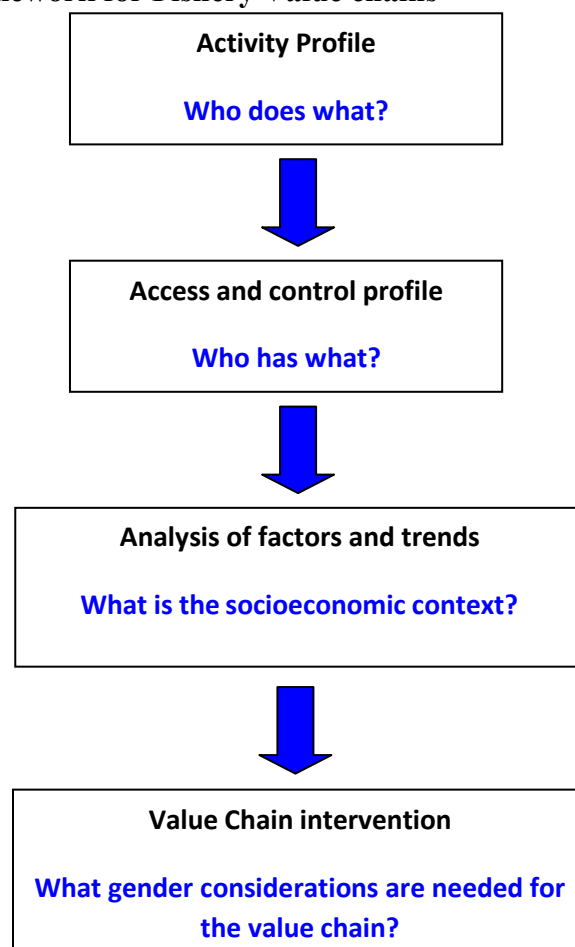 for Fishery Value chains
Activity Profile
Who does what?
Access and control profile
Who has what?
Analysis of factors and trends
What is the socioeconomic context?
Value Chain intervention
What gender considerations are needed for
the value chain?